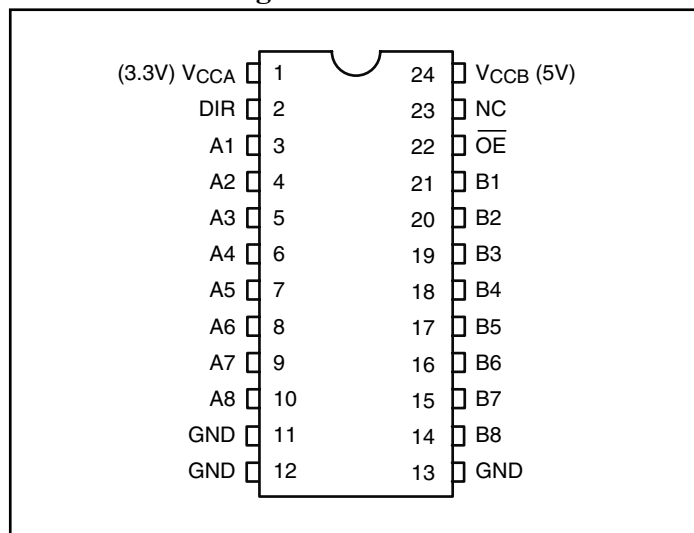 (3.3V) VCCA 1 24 VCCB (5V)
DIR 2 23 NC
A1 3 22 OE
A2 4 21 B1
A3 5 20 B2
A4 6 19 B3
A5 7 18 B4
A6 8 17 B5
A7 9 16 B6
A8 10 15 B7
GND 11 14 B8
GND 12 13 GND